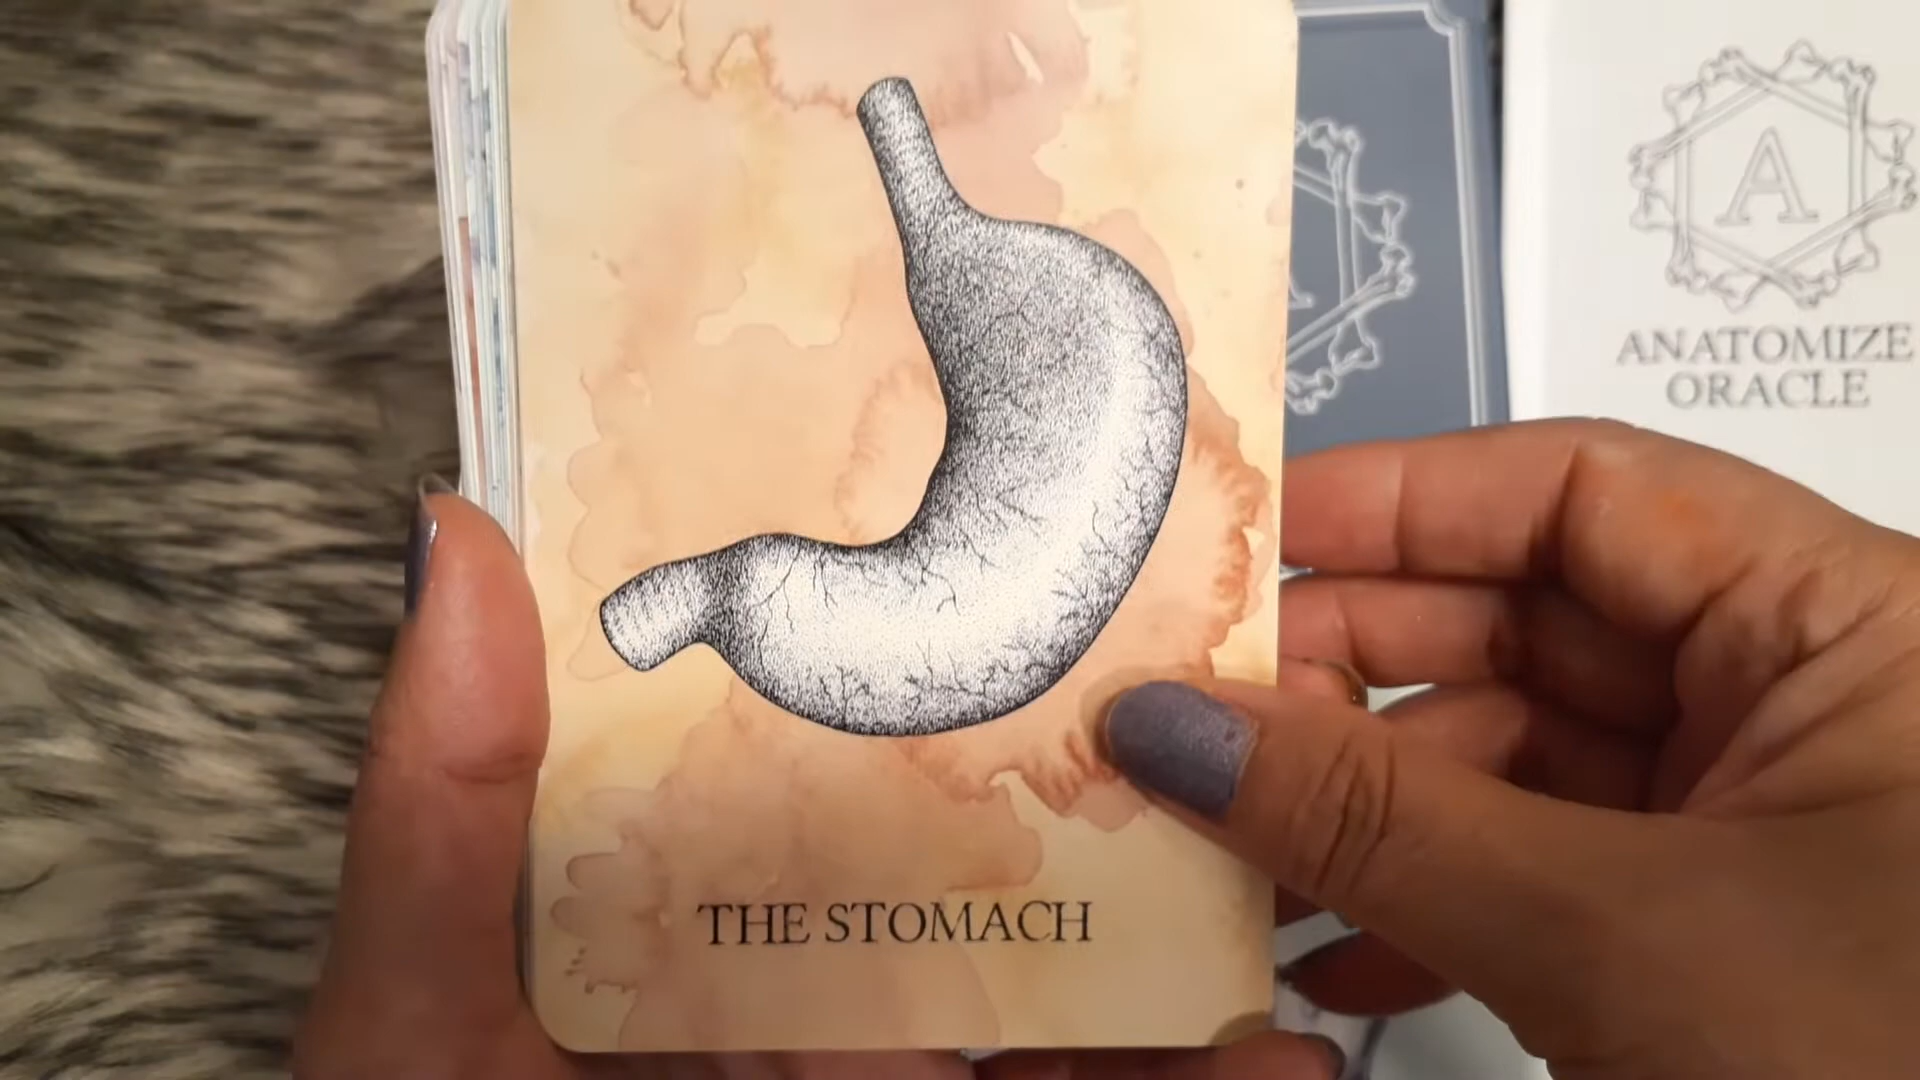 THE STOMACH
A
A
ANATOMIZE
ORACLE